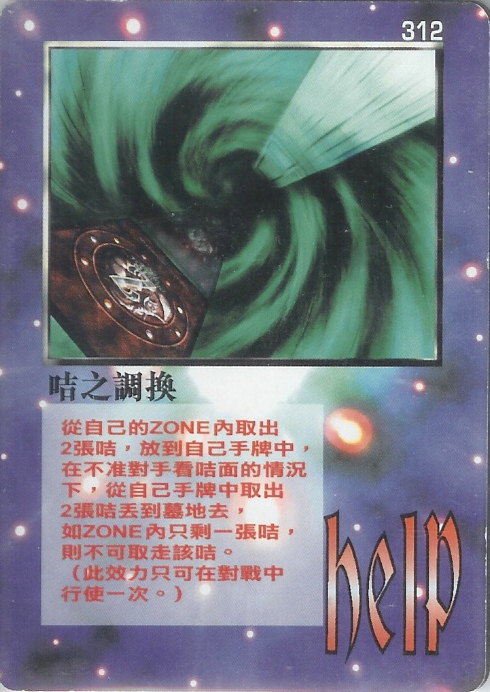 312
咭之調換
從自己的ZONE內取出
2張咭，放到自己手牌中，
在不准對手看咭面的情況
下，從自己手牌中取出
2張咭丟到墓地去，
如ZONE內只剩一張咭，
則不可取走該咭。
（此效力只可在對戰中
行使一次。）
help